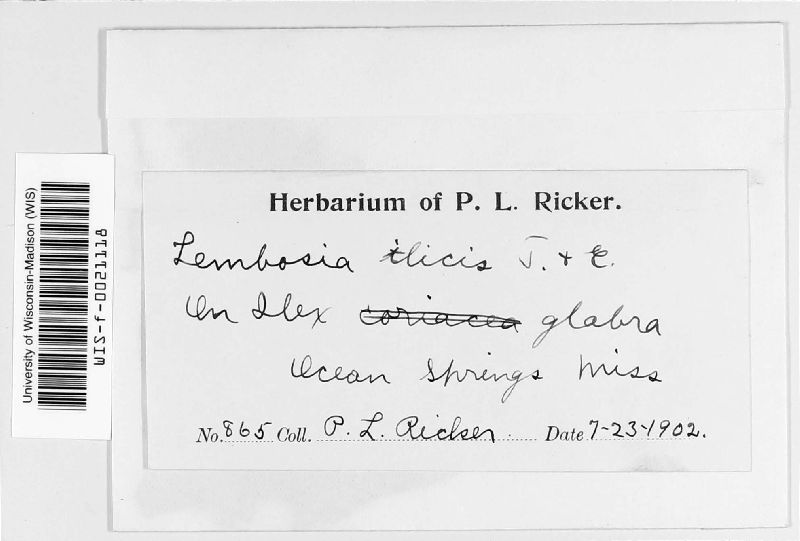 University of Wisconsin-Madison (WIS)
WIS-f-0021118
Herbarium of P. L. Ricker.
Lembosia ilicis T. & E.
On Ilex coriacea glabra
Ocean Springs Miss
No. 865 Coll. P. L. Ricker Date 7-23-1902.